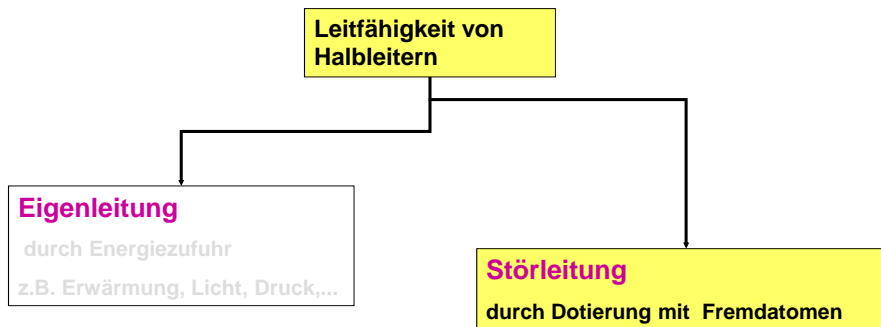 Leitfähigkeit von
Halbleitern
Eigenleitung
durch Energiezufuhr
z.B. Erwärmung, Licht, Druck,...
Störleitung
durch Dotierung mit Fremdatomen